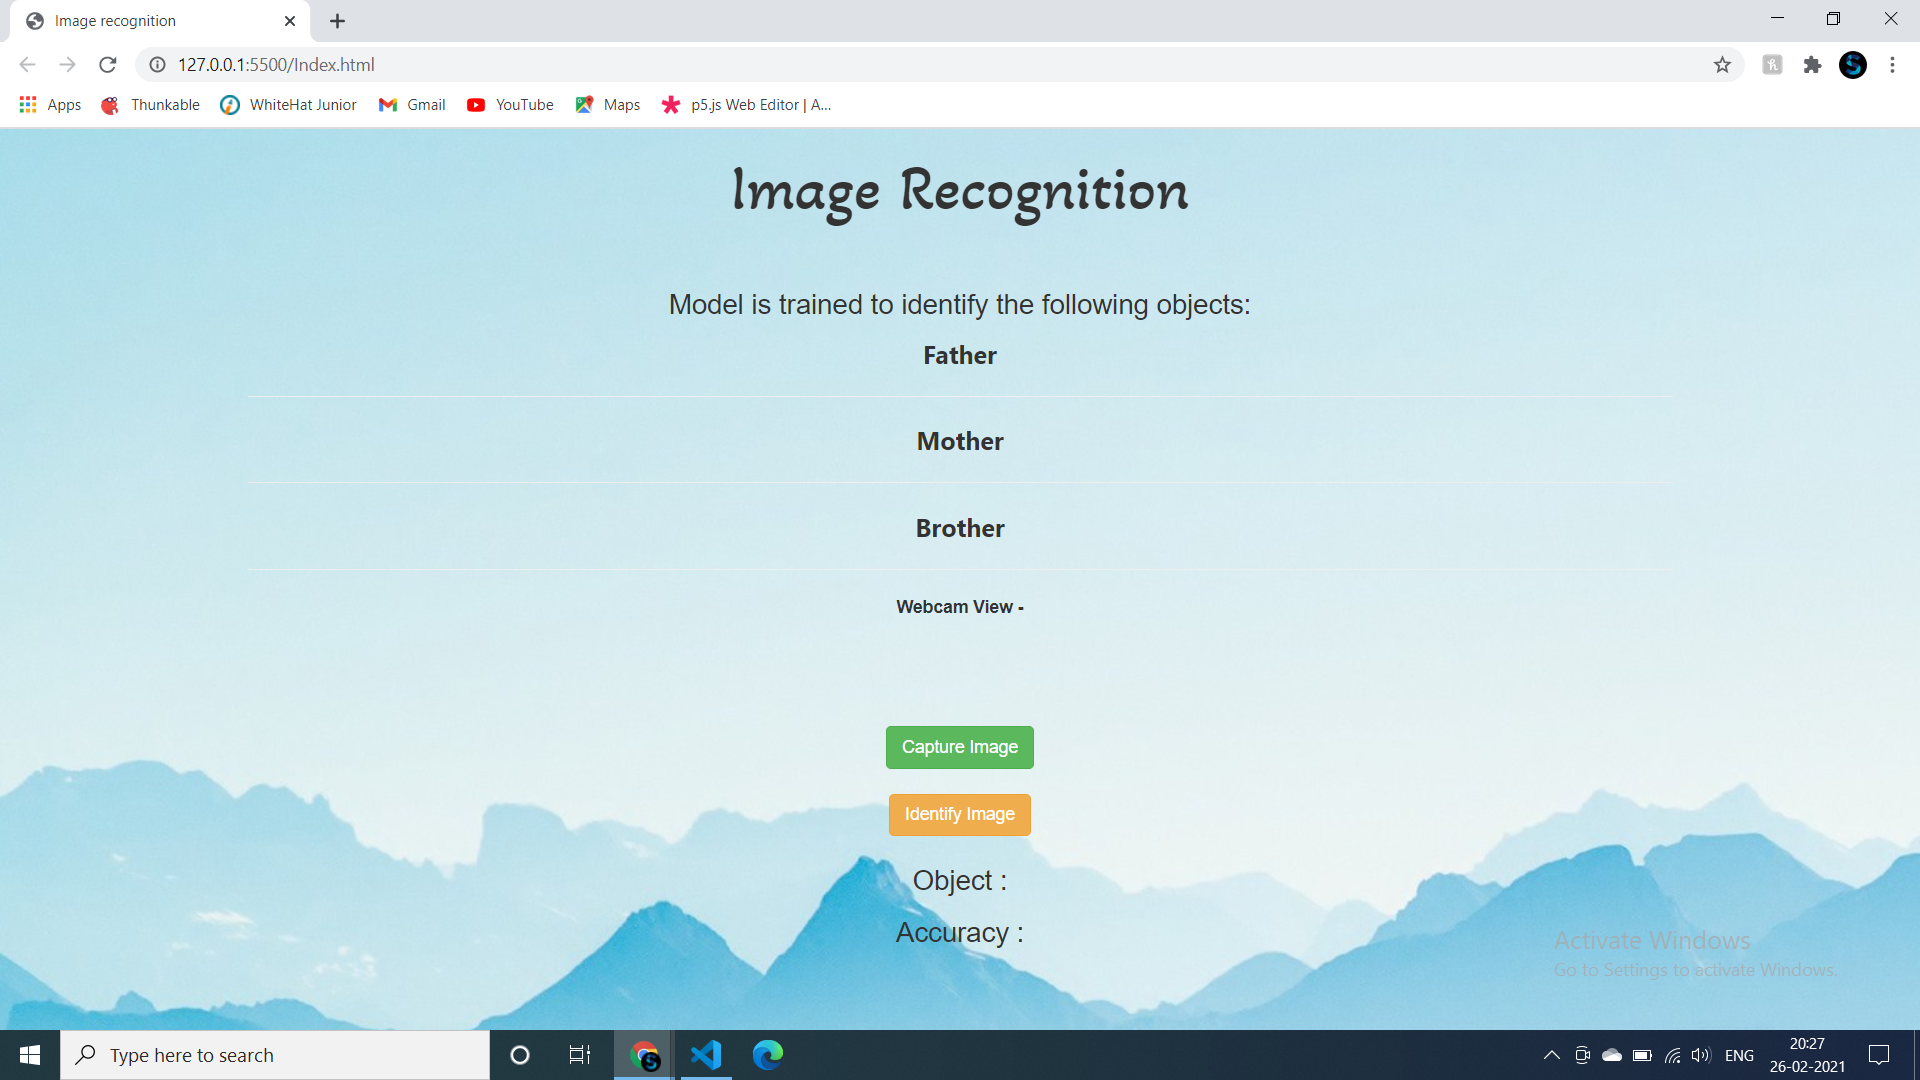 Image recognition
127.0.0.1:5500/Index.html
Apps Thunkable WhiteHat Junior Gmail YouTube Maps p5.js Web Editor | A...
Image Recognition
Model is trained to identify the following objects:
Father
Mother
Brother
Webcam View -
Capture Image
Identify Image
Object :
Accuracy :
Activate Windows
Go to Settings to activate Windows.
Type here to search
ENG
20:27
26-02-2021